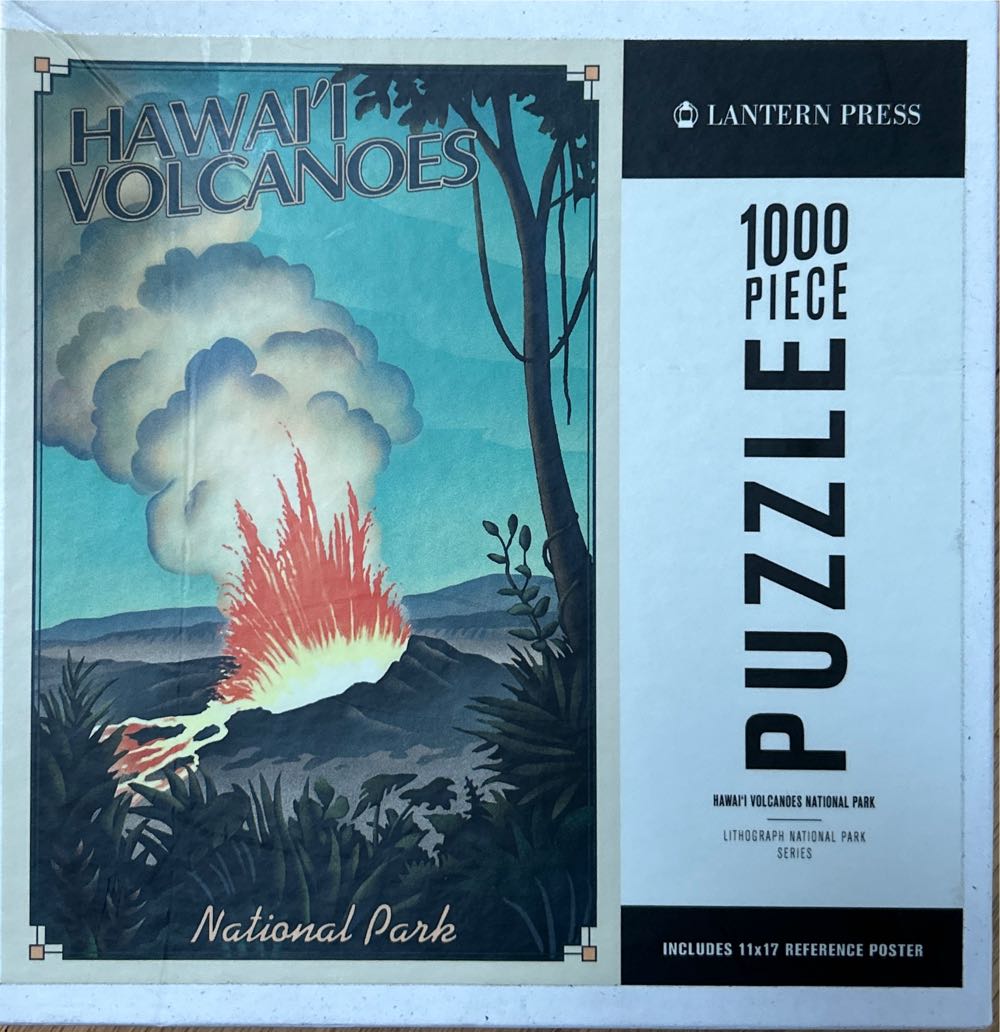 HAWAI'I
VOLCANOES
National Park
LANTERN PRESS
1000
PIECE
PUZZLE
HAWAI'I VOLCANOES NATIONAL PARK
LITHOGRAPH NATIONAL PARK
SERIES
INCLUDES 11x17 REFERENCE POSTER